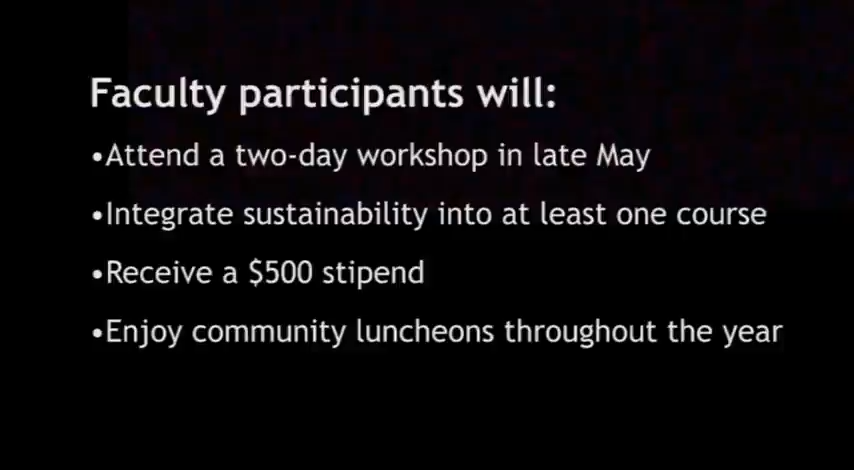 Faculty participants will:
•Attend a two-day workshop in late May
•Integrate sustainability into at least one course
•Receive a $500 stipend
•Enjoy community luncheons throughout the year